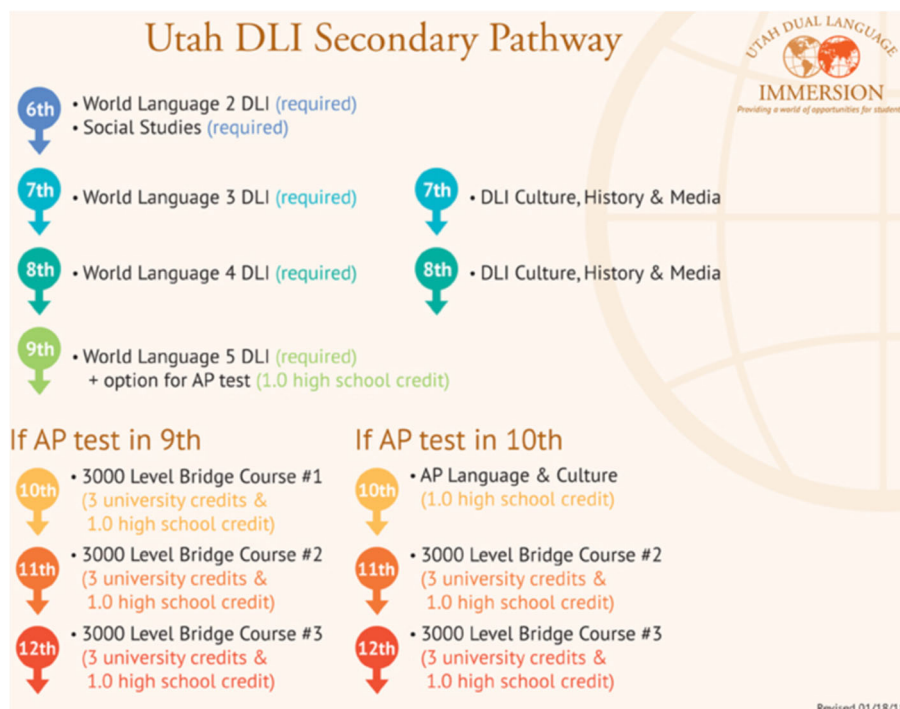 Utah DLI Secondary Pathway
UTAH DUAL LANGUAGE
IMMERSION
Providing a world of opportunities for student
6th
• World Language 2 DLI (required)
• Social Studies (required)
7th
• World Language 3 DLI (required)
7th
• DLI Culture, History & Media
8th
• World Language 4 DLI (required)
8th
• DLI Culture, History & Media
9th
• World Language 5 DLI (required)
+ option for AP test (1.0 high school credit)
If AP test in 9th
10th
• 3000 Level Bridge Course #1
(3 university credits &
1.0 high school credit)
11th
• 3000 Level Bridge Course #2
(3 university credits &
1.0 high school credit)
12th
• 3000 Level Bridge Course #3
(3 university credits &
1.0 high school credit)
If AP test in 10th
10th
• AP Language & Culture
(1.0 high school credit)
11th
• 3000 Level Bridge Course #2
(3 university credits &
1.0 high school credit)
12th
• 3000 Level Bridge Course #3
(3 university credits &
1.0 high school credit)
Revised 01/18/1